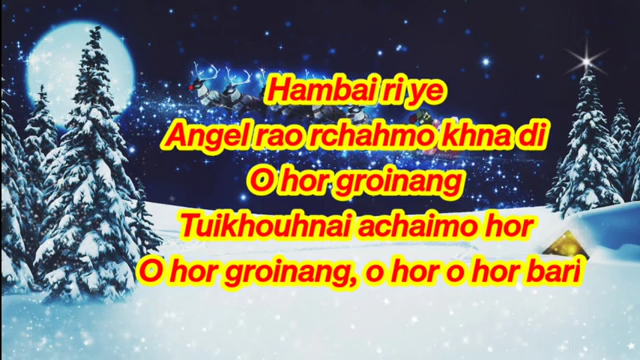 Hambai ri ye
Angel rao rchahmo khna di
O hor groinang
Tuikhouhnai achaimo hor
O hor groinang, o hor o hor bari